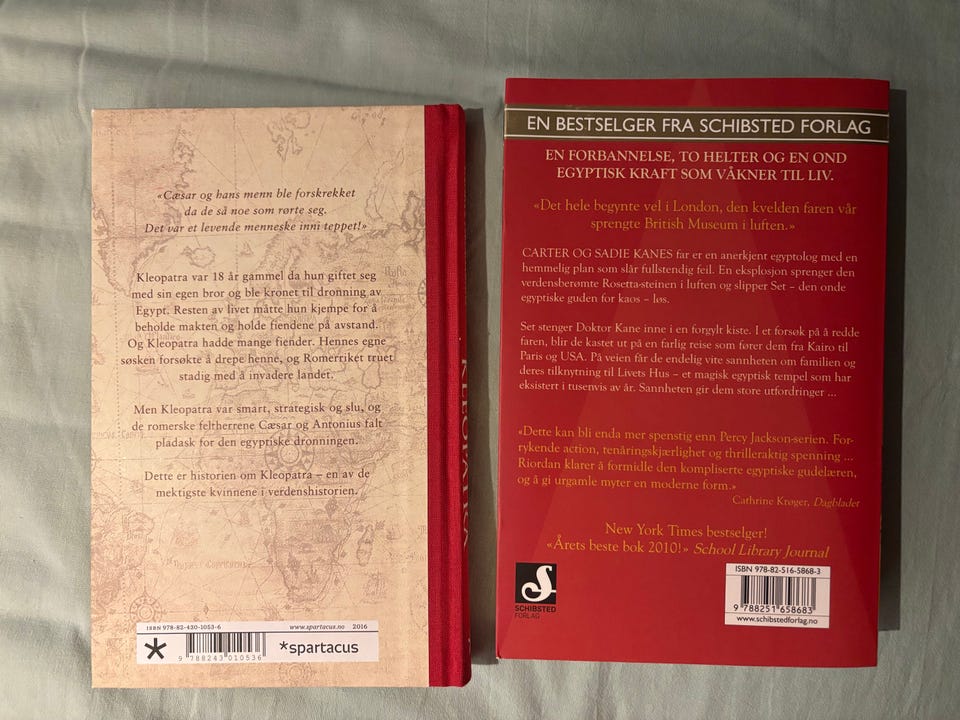 «Cæsar og hans menn ble forskrekket
da de så noe som rørte seg.
Det var et levende menneske inni teppet!»
Kleopatra var 18 år gammel da hun giftet seg
med sin egen bror og ble kronet til dronning av
Egypt. Resten av livet måtte hun kjempe for å
beholde makten og holde fiendene på avstand.
Og Kleopatra hadde mange fiender. Hennes egne
søsken forsøkte å drepe henne, og Romerriket truet
stadig med å invadere landet.
Men Kleopatra var smart, strategisk og slu, og
de romerske feltherrene Cæsar og Antonius falt
pladask for den egyptiske dronningen.
Dette er historien om Kleopatra – en av de
mektigste kvinnene i verdenshistorien.
ISBN 978-82-430-1053-6
www.spartacus.no 2016
9 788243 010536
*spartacus
KLEOPATRA
EN BESTSELGER FRA SCHIBSTED FORLAG
EN FORBANNELSE, TO HELTER OG EN OND
EGYPTISK KRAFT SOM VÅKNER TIL LIV.
«Det hele begynte vel i London, den kvelden faren vår
sprengte British Museum i luften.»
CARTER OG SADIE KANES far er en anerkjent egyptolog med en
hemmelig plan som slår fullstendig feil. En eksplosjon sprenger den
verdensberømte Rosetta-steinen i luften og slipper Set – den onde
egyptiske guden for kaos – løs.
Set stenger Doktor Kane inne i en forgylt kiste. I et forsøk på å redde
faren, blir de kastet ut på en farlig reise som fører dem fra Kairo til
Paris og USA. På veien får de endelig vite sannheten om familien og
deres tilknytning til Livets Hus – et magisk egyptisk tempel som har
eksistert i tusenvis av år. Sannheten gir dem store utfordringer ...
«Dette kan bli enda mer spenstig enn Percy Jackson-serien. For-
rykende action, tenåringskjærlighet og thrilleraktig spenning ...
Riordan klarer å formidle den kompliserte egyptiske gudelæren,
og å gi urgamle myter en moderne form.»
Cathrine Krøger, Dagbladet
New York Times bestselger!
«Årets beste bok 2010!» School Library Journal
S
SCHIBSTED
FORLAG
ISBN 978-82-516-5868-3
9 788251 658683
www.schibstedforlag.no